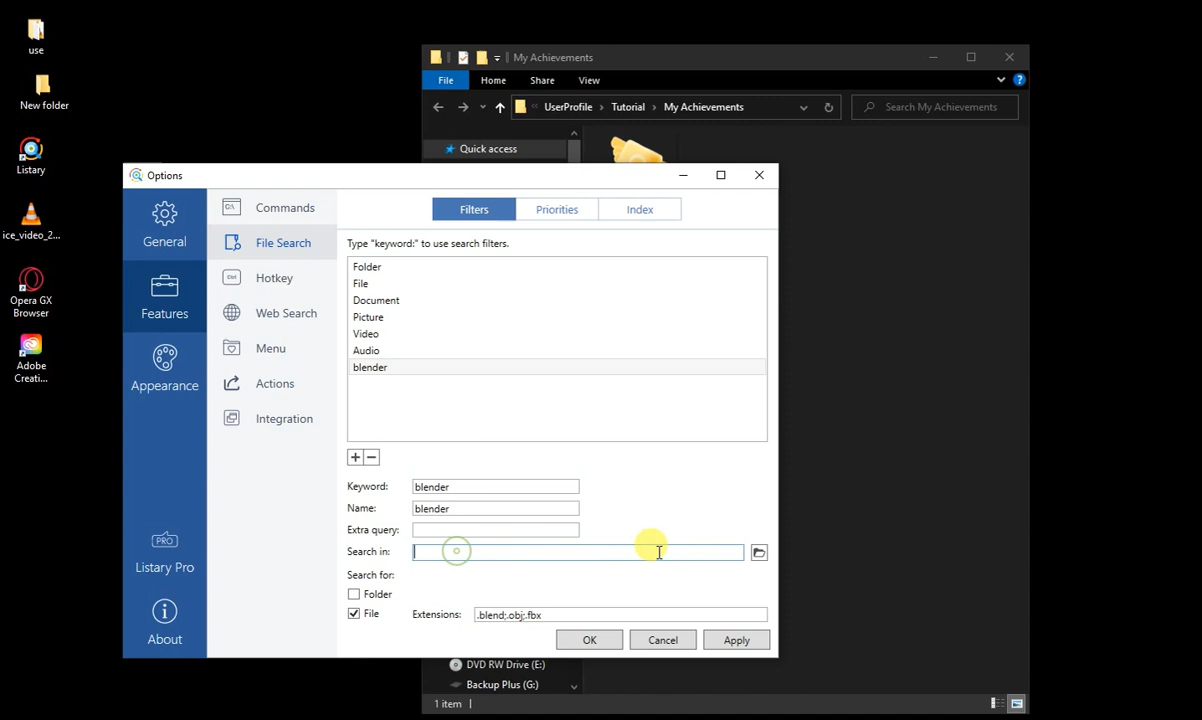 use
New folder
Listary
ice_video_2...
Opera GX
Browser
Adobe
Creati...
My Achievements
File Home Share View
UserProfile › Tutorial › My Achievements
Search My Achievements
Quick access
Options
General
Features
Appearance
PRO
Listary Pro
About
C:\ Commands
File Search
Ctrl Hotkey
Web Search
Menu
Actions
Integration
Filters Priorities Index
Type "keyword:" to use search filters.
Folder
File
Document
Picture
Video
Audio
blender
Keyword: blender
Name: blender
Extra query:
Search in:
Search for:
Folder
File Extensions: .blend;.obj;.fbx
OK Cancel Apply
DVD RW Drive (E:)
Backup Plus (G:)
1 item